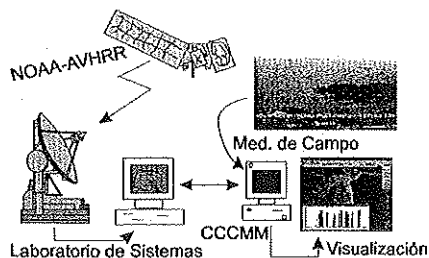 NOAA-AVHRR
Med. de Campo
CCCMM
Laboratorio de Sistemas
Visualización